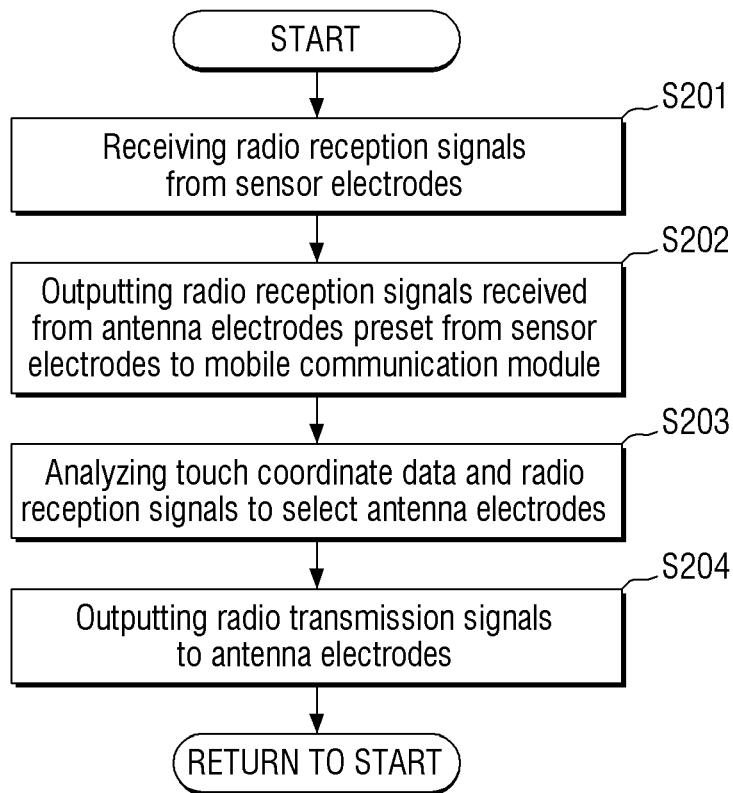 START
S201
Receiving radio reception signals
from sensor electrodes
S202
Outputting radio reception signals received
from antenna electrodes preset from sensor
electrodes to mobile communication module
S203
Analyzing touch coordinate data and radio
reception signals to select antenna electrodes
S204
Outputting radio transmission signals
to antenna electrodes
RETURN TO START